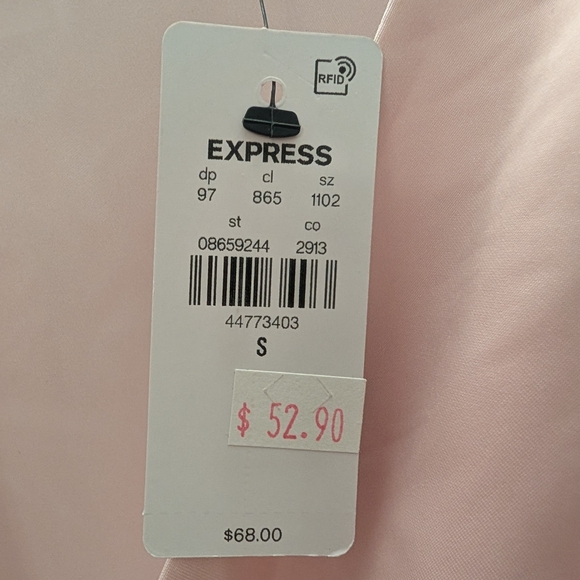 RFID
EXPRESS
dp cl sz
97 865 1102
st co
08659244 2913
44773403
S
$ 52.90
$68.00